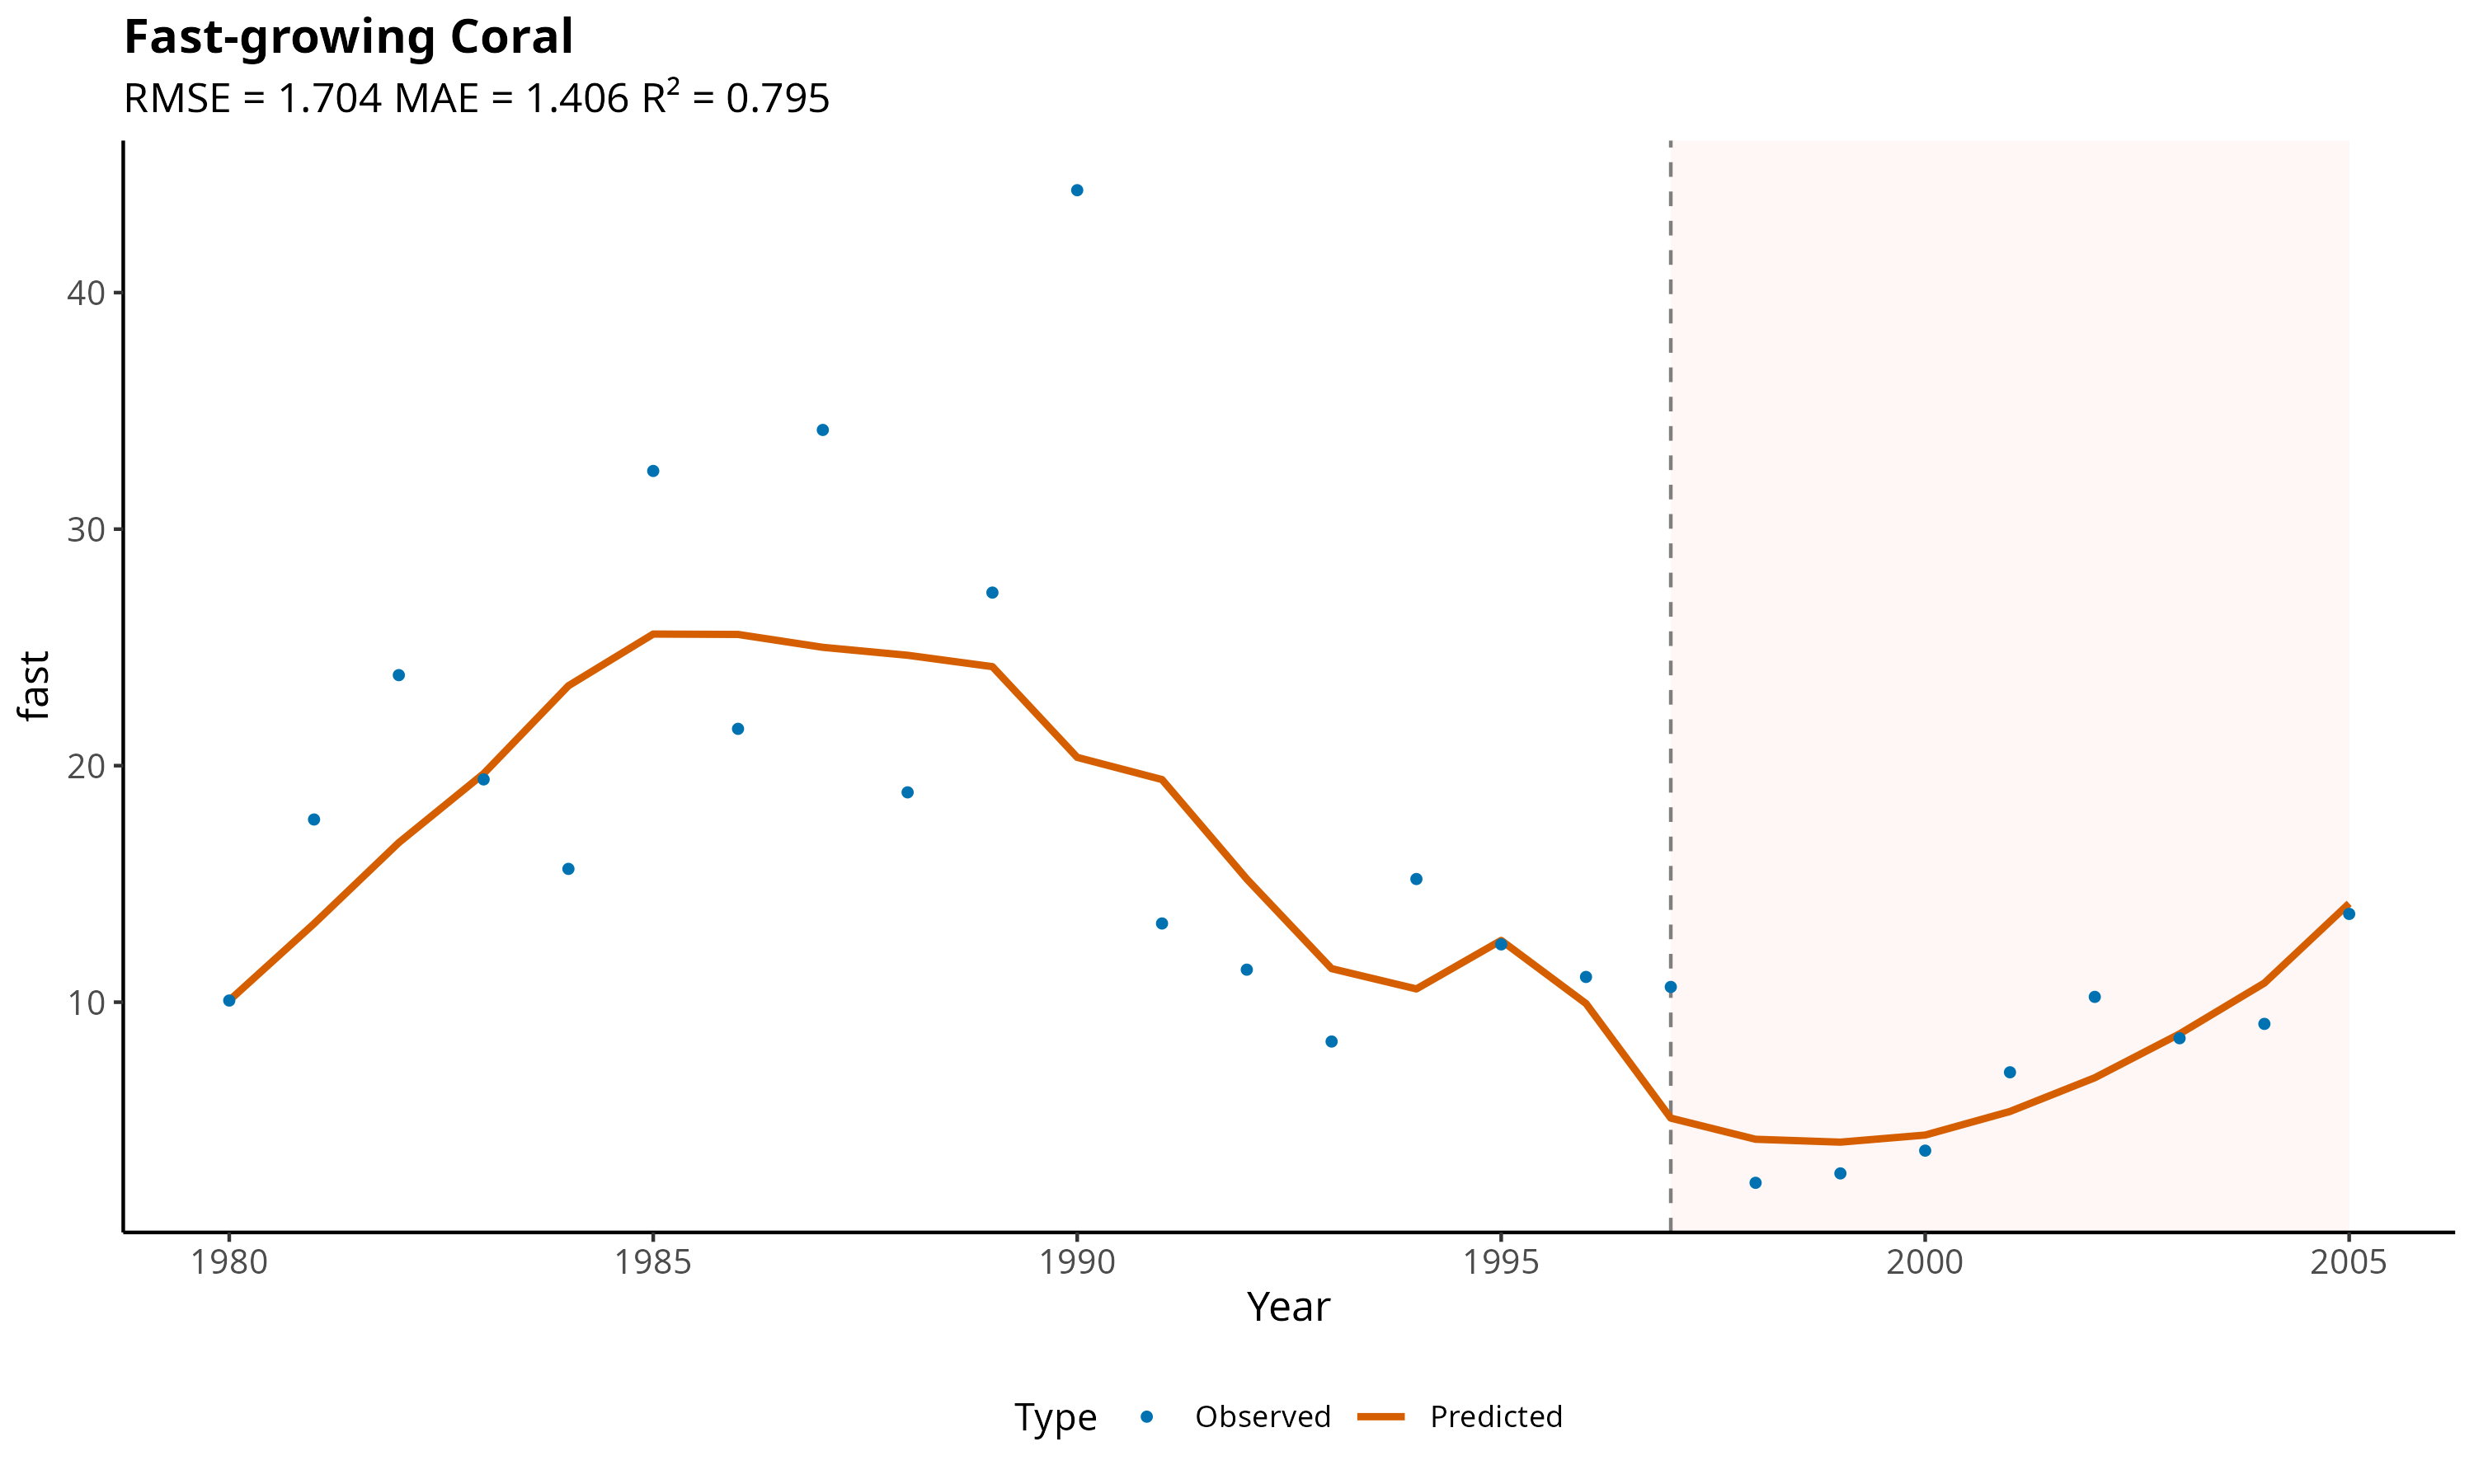 Fast-growing Coral
RMSE = 1.704 MAE = 1.406 R² = 0.795
fast
40
30
20
10
1980 1985 1990 1995 2000 2005
Year
Type Observed Predicted